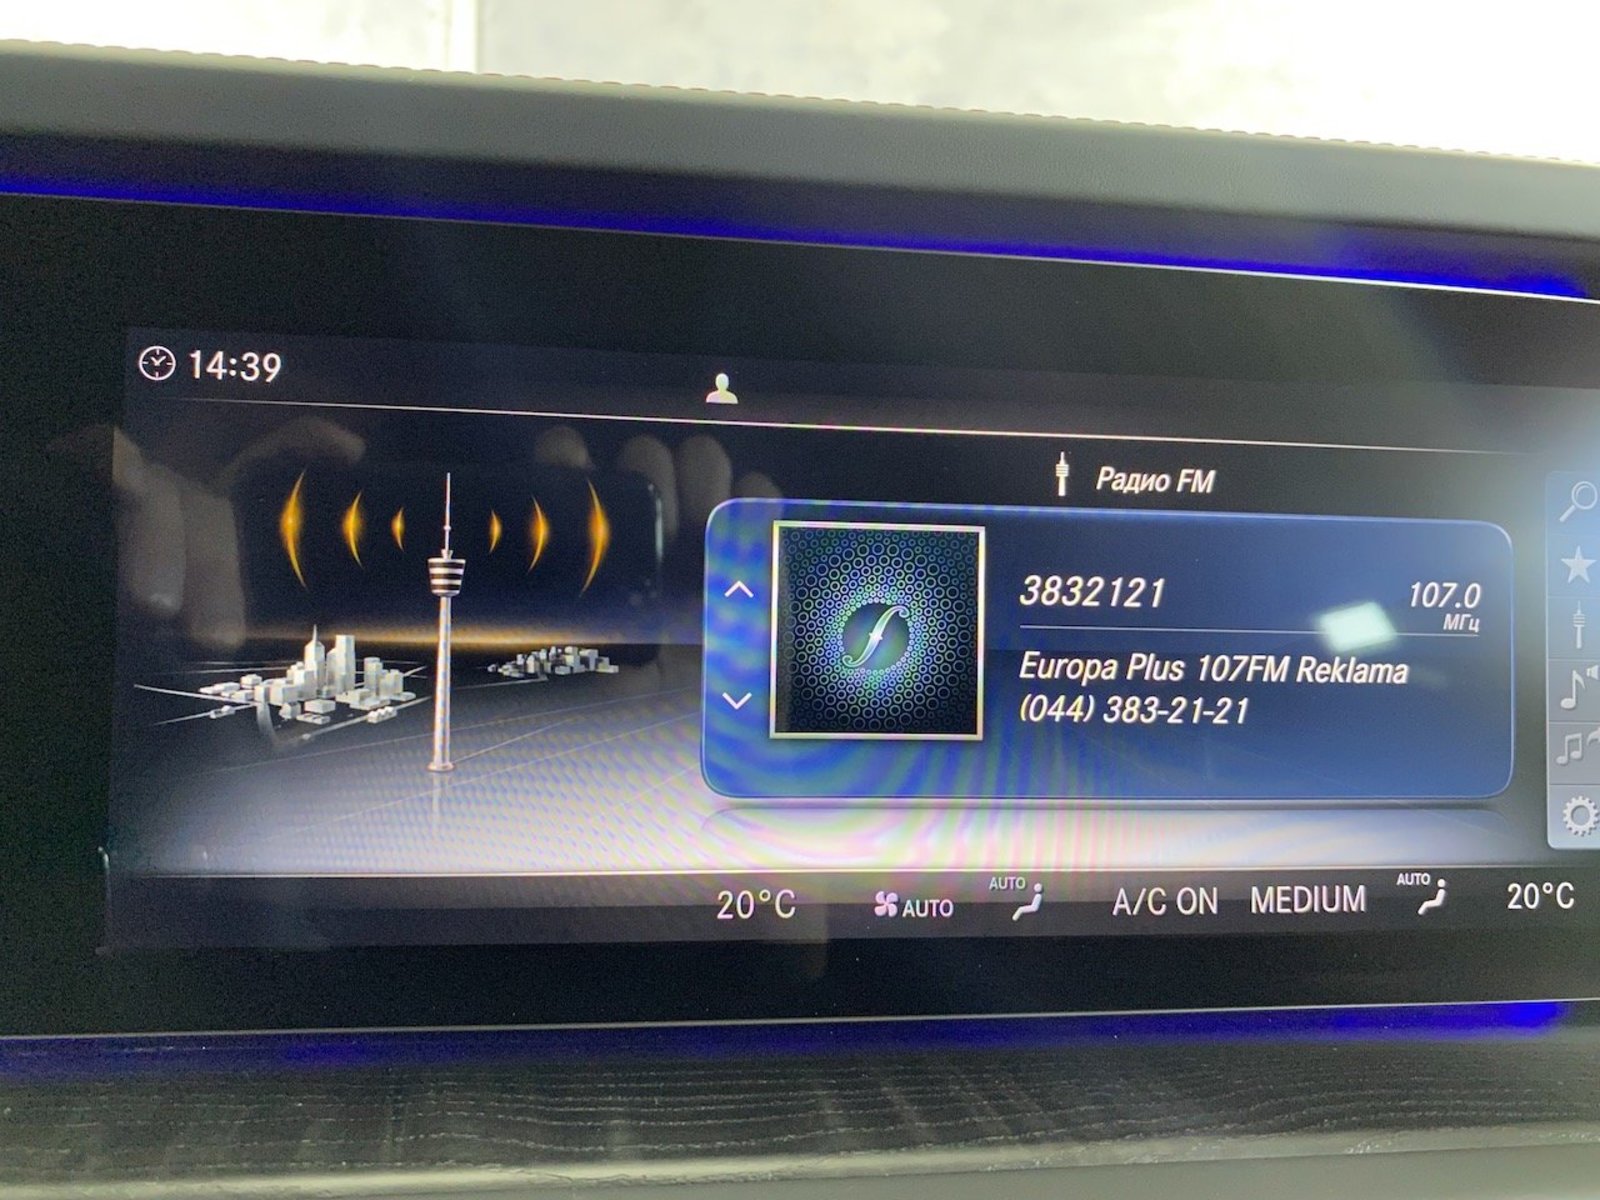 14:39
Радио FM
3832121
107.0
МГц
Europa Plus 107FM Reklama
(044) 383-21-21
20°C
AUTO
AUTO
A/C ON
MEDIUM
AUTO
20°C